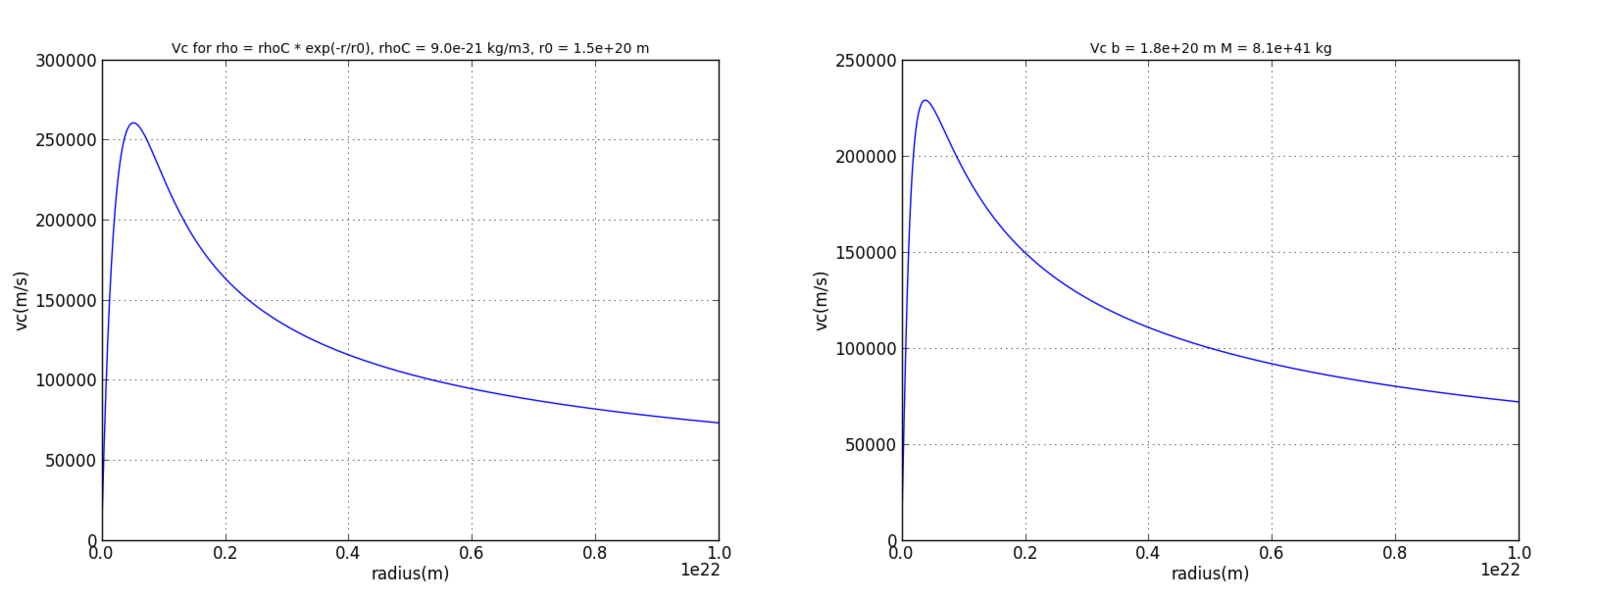 Vc for rho = rhoC * exp(-r/r0), rhoC = 9.0e-21 kg/m3, r0 = 1.5e+20 m
300000
250000
200000
150000
100000
50000
0
vc(m/s)
0.0 0.2 0.4 0.6 0.8 1.0
1e22
radius(m)
Vc b = 1.8e+20 m M = 8.1e+41 kg
250000
200000
150000
100000
50000
0
vc(m/s)
0.0 0.2 0.4 0.6 0.8 1.0
1e22
radius(m)